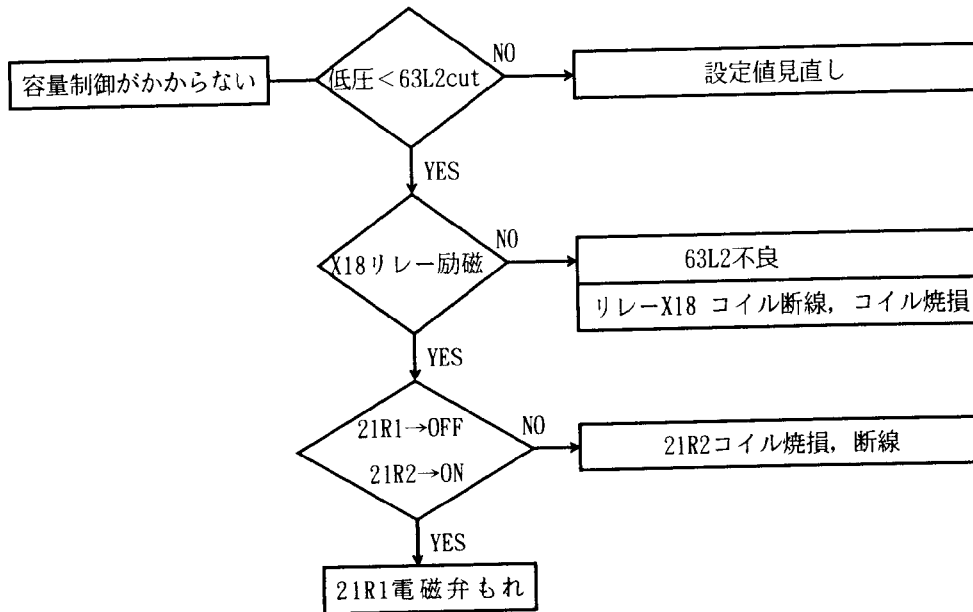 容量制御がかからない
低圧＜63L2cut
NO
設定値見直し
YES
X18リレー励磁
NO
63L2不良
リレーX18 コイル断線，コイル焼損
YES
21R1→OFF
21R2→ON
NO
21R2コイル焼損，断線
YES
21R1電磁弁もれ